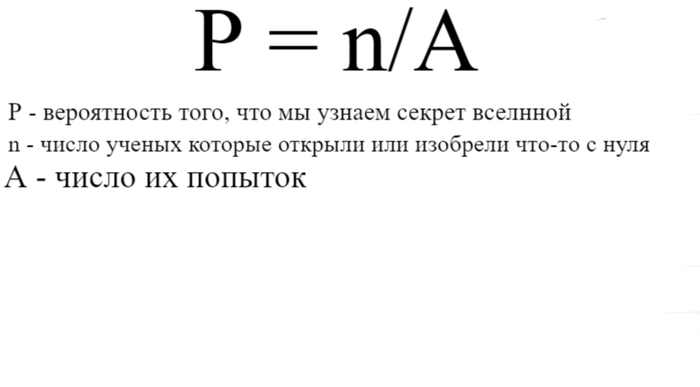 P = n/A
P - вероятность того, что мы узнаем секрет вселнной
n - число ученых которые открыли или изобрели что-то с нуля
A - число их попыток